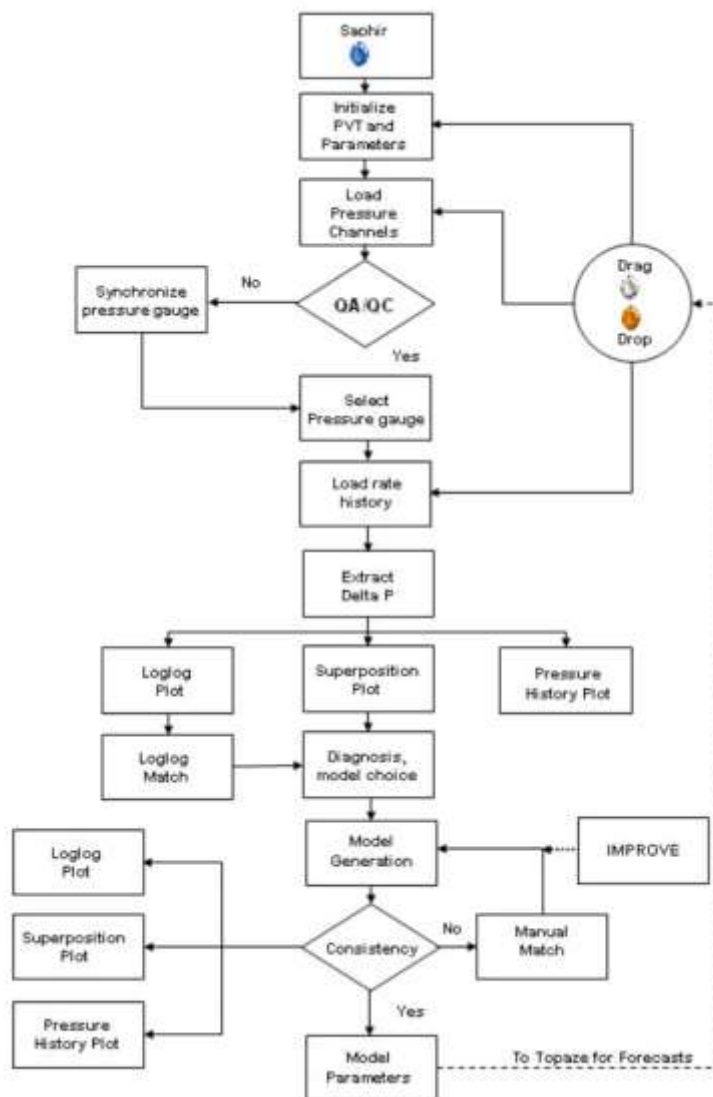 Saphir
Initialize
PVT and
Parameters
Load
Pressure
Channels
Drag
Drop
Synchronize
pressure gauge
No
QA/QC
Yes
Select
Pressure gauge
Load rate
history
Extract
Delta P
Loglog
Plot
Superposition
Plot
Pressure
History Plot
Loglog
Match
Diagnosis,
model choice
Loglog
Plot
Model
Generation
IMPROVE
Superposition
Plot
Consistency
No
Manual
Match
Pressure
History Plot
Yes
Model
Parameters
To Topaze for Forecasts